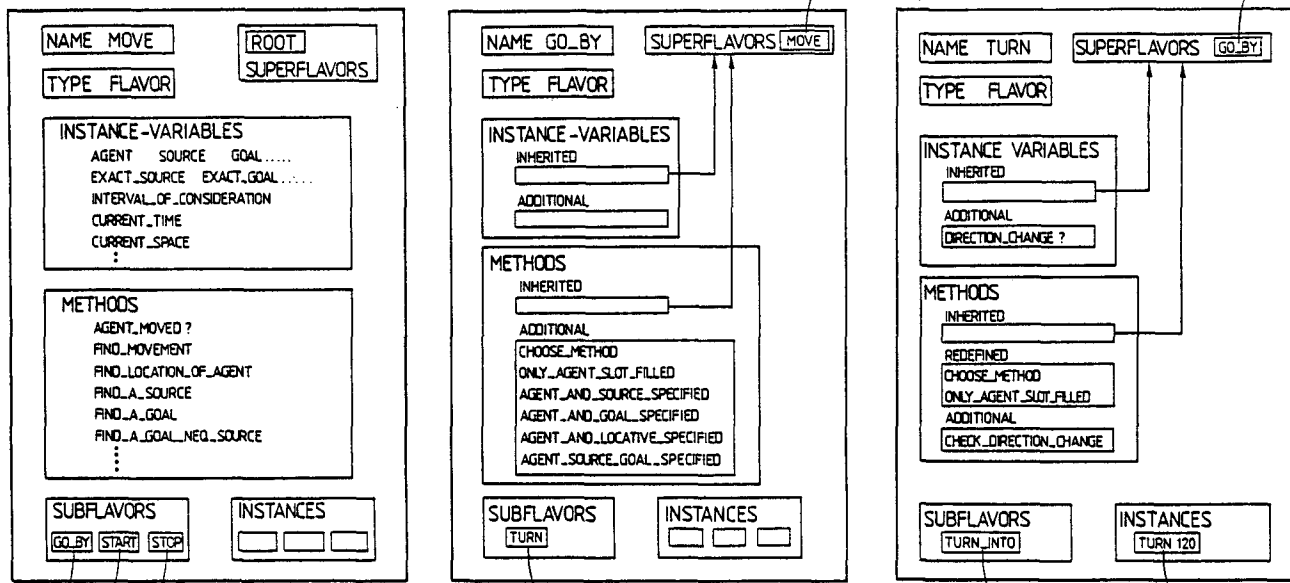 NAME MOVE
ROOT
SUPERFLAVORS
TYPE FLAVOR
INSTANCE-VARIABLES
AGENT SOURCE GOAL.....
EXACT_SOURCE EXACT_GOAL.....
INTERVAL_OF_CONSIDERATION
CURRENT_TIME
CURRENT_SPACE
METHODS
AGENT_MOVED ?
FIND_MOVEMENT
FIND_LOCATION_OF_AGENT
FIND_A_SOURCE
FIND_A_GOAL
FIND_A_GOAL_NEQ_SOURCE
SUBFLAVORS
GO_BY START STOP
INSTANCES
NAME GO_BY
SUPERFLAVORS MOVE
TYPE FLAVOR
INSTANCE-VARIABLES
INHERITED
ADDITIONAL
METHODS
INHERITED
ADDITIONAL
CHOOSE_METHOD
ONLY_AGENT_SLOT_FILLED
AGENT_AND_SOURCE_SPECIFIED
AGENT_AND_GOAL_SPECIFIED
AGENT_AND_LOCATIVE_SPECIFIED
AGENT_SOURCE_GOAL_SPECIFIED
SUBFLAVORS
TURN
INSTANCES
NAME TURN
SUPERFLAVORS GO_BY
TYPE FLAVOR
INSTANCE VARIABLES
INHERITED
ADDITIONAL
DIRECTION_CHANGE ?
METHODS
INHERITED
REDEFINED
CHOOSE_METHOD
ONLY_AGENT_SLOT_FILLED
ADDITIONAL
CHECK_DIRECTION_CHANGE
SUBFLAVORS
TURN_INTO
INSTANCES
TURN 120